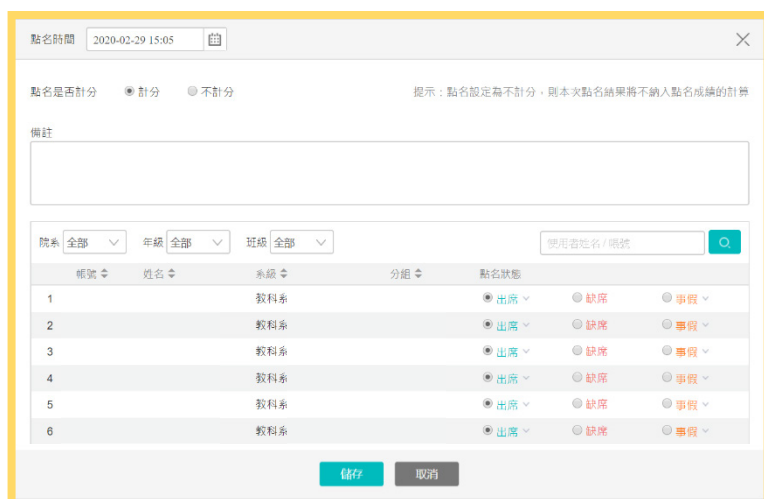 點名時間 2020-02-29 15:05
點名是否計分 計分 不計分 提示：點名設定為不計分，則本次點名結果將不納入點名成績的計算
備註
院系 全部 年級 全部 班級 全部 使用者姓名 / 帳號
帳號 姓名 系級 分組 點名狀態
1 教科系 出席 缺席 事假
2 教科系 出席 缺席 事假
3 教科系 出席 缺席 事假
4 教科系 出席 缺席 事假
5 教科系 出席 缺席 事假
6 教科系 出席 缺席 事假
儲存 取消